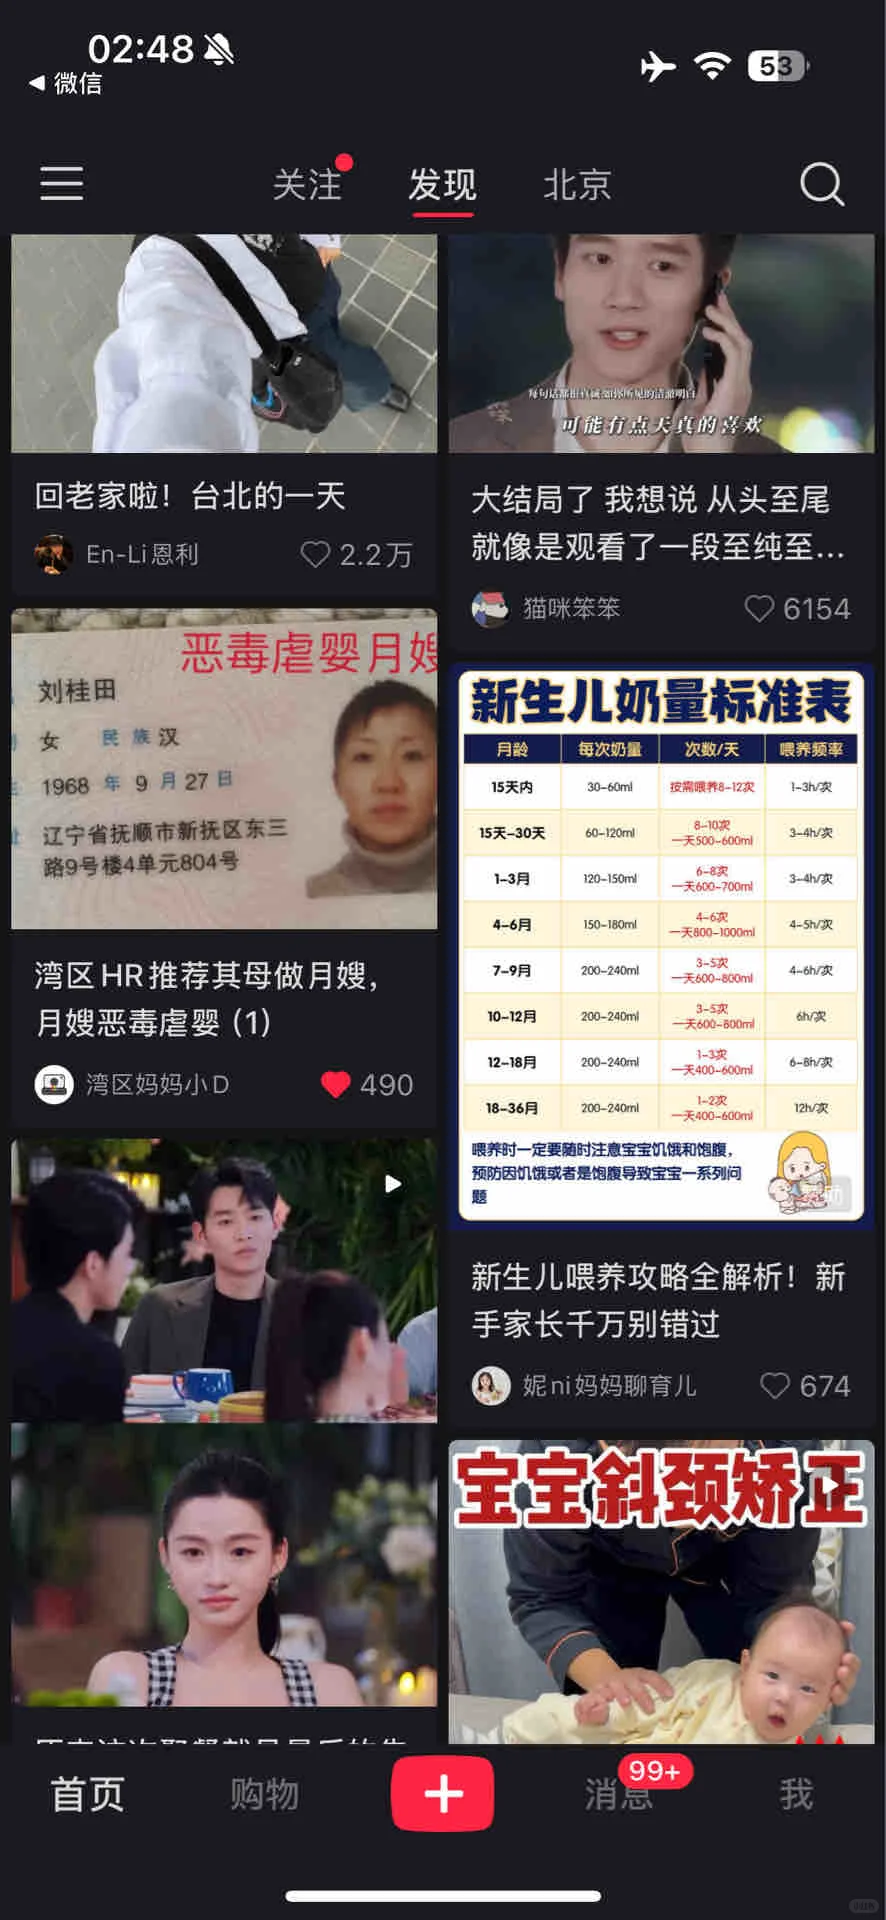 02:48
53
◀ 微信
关注
发现
北京
回老家啦！台北的一天
En-Li恩利
2.2万
可能有点天真的喜欢
大结局了 我想说 从头至尾
就像是观看了一段至纯至...
猫咪笨笨
6154
恶毒虐婴月嫂
刘桂田
女 民族 汉
1968 年 9 月 27 日
辽宁省抚顺市新抚区东三
路9号楼4单元804号
湾区HR推荐其母做月嫂，
月嫂恶毒虐婴（1）
湾区妈妈小D
490
新生儿奶量标准表
月龄 每次奶量 次数/天 喂养频率
15天内 30-60ml 按需喂养8-12次 1-3h/次
15天-30天 60-120ml 8-10次 一天500-600ml 3-4h/次
1-3月 120-150ml 6-8次 一天600-700ml 3-4h/次
4-6月 150-180ml 4-6次 一天800-1000ml 4-5h/次
7-9月 200-240ml 3-5次 一天600-800ml 4-6h/次
10-12月 200-240ml 3-5次 一天600-800ml 6h/次
12-18月 200-240ml 1-3次 一天400-600ml 6-8h/次
18-36月 200-240ml 1-2次 一天400-600ml 12h/次
喂养时一定要随时注意宝宝饥饿和饱腹，
预防因饥饿或者是饱腹导致宝宝一系列问
题
新生儿喂养攻略全解析！新
手家长千万别错过
妮ni妈妈聊育儿
674
宝宝斜颈矫正
首页
购物
消息
99+
我